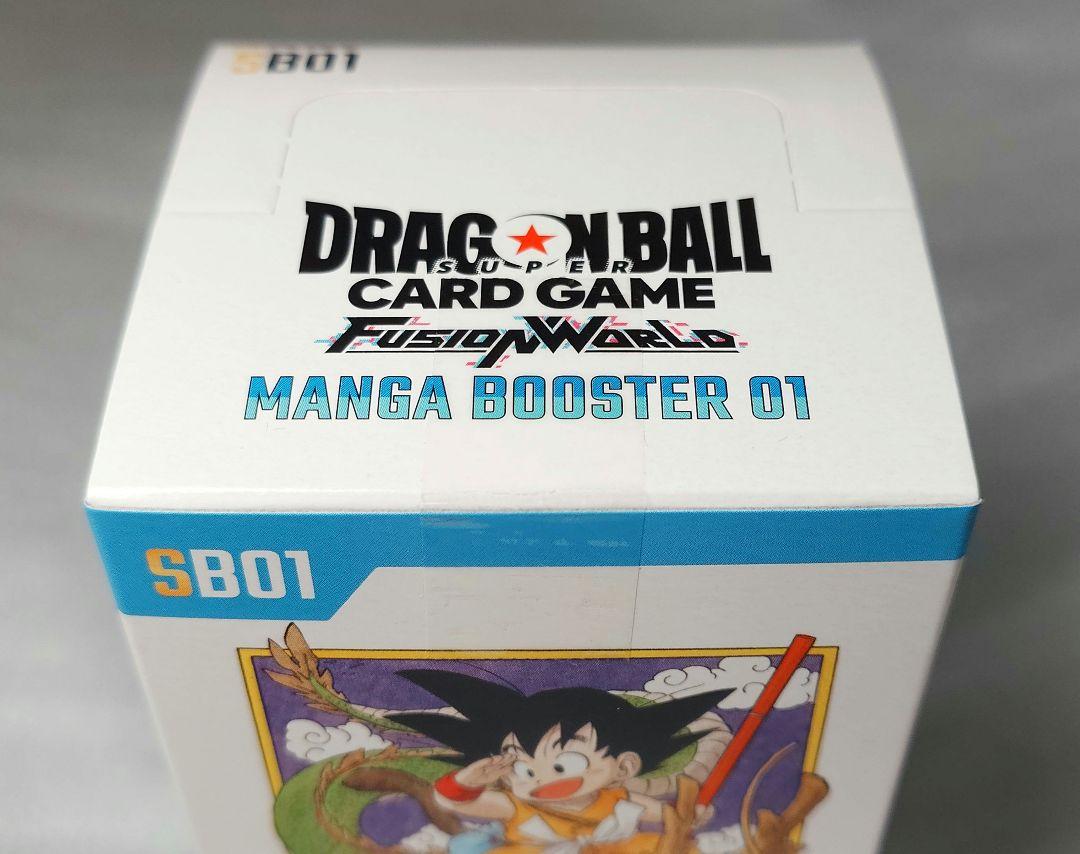 SB01
DRAGON BALL
SUPER
CARD GAME
FUSION WORLD
MANGA BOOSTER 01
SB01